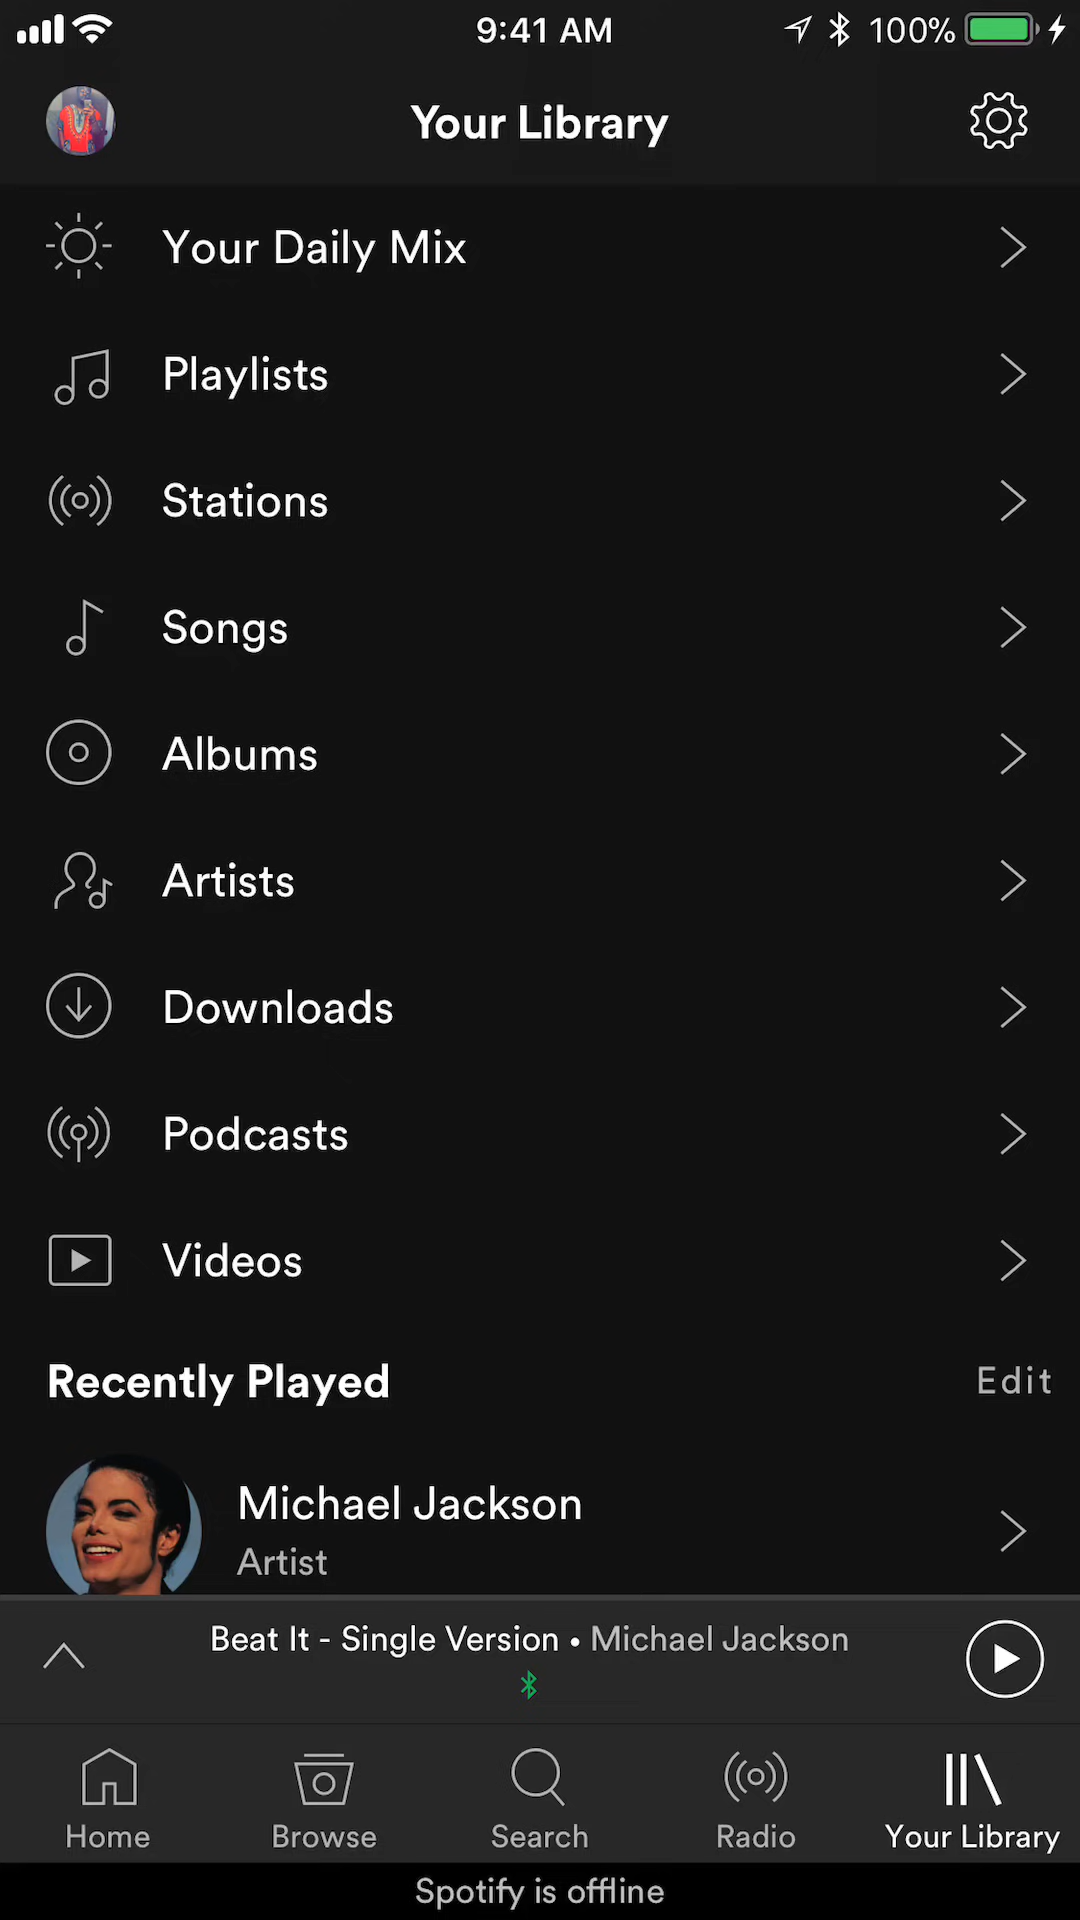 9:41 AM
100%
Your Library
Your Daily Mix
Playlists
Stations
Songs
Albums
Artists
Downloads
Podcasts
Videos
Recently Played
Edit
Michael Jackson
Artist
Beat It - Single Version • Michael Jackson
Home
Browse
Search
Radio
Your Library
Spotify is offline